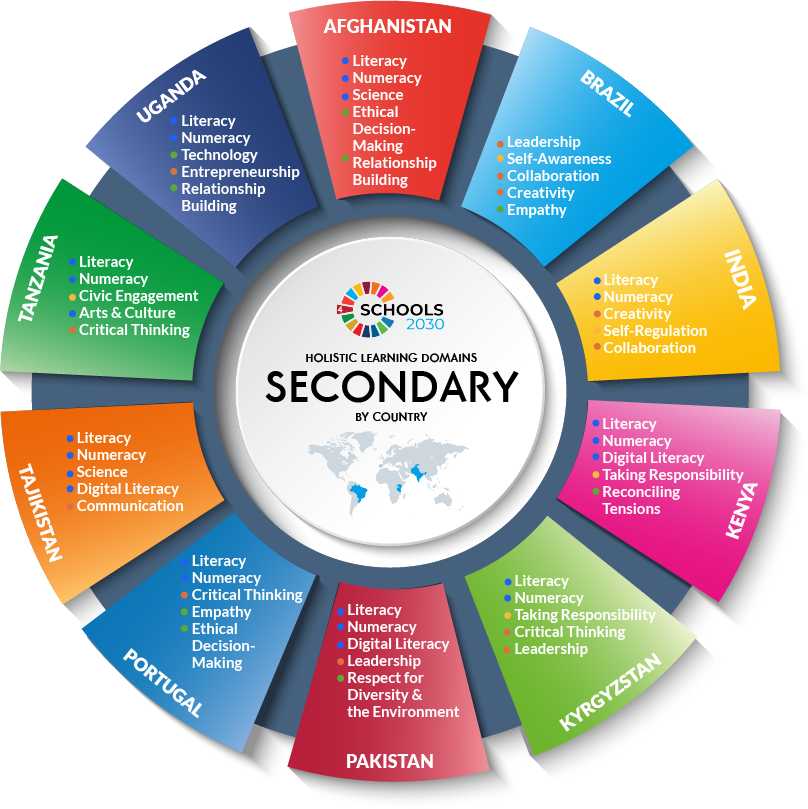 SCHOOLS
2030
HOLISTIC LEARNING DOMAINS
SECONDARY
BY COUNTRY
AFGHANISTAN
Literacy
Numeracy
Science
Ethical
Decision-
Making
Relationship
Building
BRAZIL
Leadership
Self-Awareness
Collaboration
Creativity
Empathy
INDIA
Literacy
Numeracy
Creativity
Self-Regulation
Collaboration
KENYA
Literacy
Numeracy
Digital Literacy
Taking Responsibility
Reconciling
Tensions
KYRGYZSTAN
Literacy
Numeracy
Taking Responsibility
Critical Thinking
Leadership
PAKISTAN
Literacy
Numeracy
Digital Literacy
Leadership
Respect for
Diversity &
the Environment
PORTUGAL
Literacy
Numeracy
Critical Thinking
Empathy
Ethical
Decision-
Making
TAJIKISTAN
Literacy
Numeracy
Science
Digital Literacy
Communication
TANZANIA
Literacy
Numeracy
Civic Engagement
Arts & Culture
Critical Thinking
UGANDA
Literacy
Numeracy
Technology
Entrepreneurship
Relationship
Building